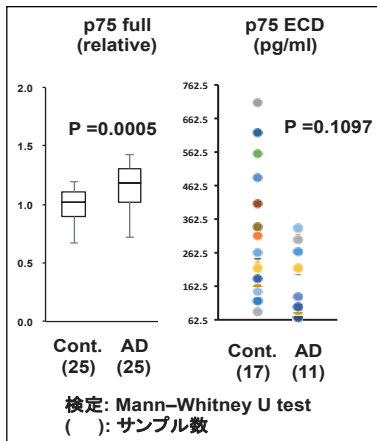 p75 full
(relative)
p75 ECD
(pg/ml)
2.0
1.5
1.0
0.5
0.0
P =0.0005
Cont.
(25)
AD
(25)
762.5
662.5
562.5
462.5
362.5
262.5
162.5
62.5
P =0.1097
Cont.
(17)
AD
(11)
検定: Mann–Whitney U test
(　): サンプル数